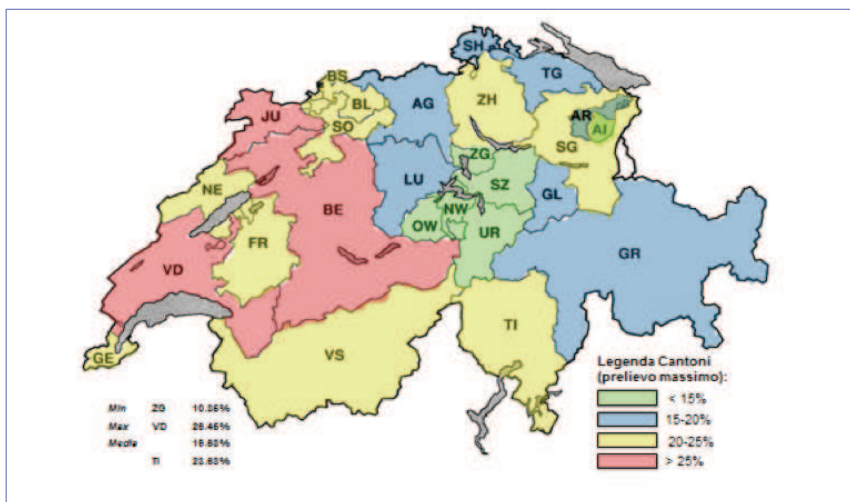 SH
TG
BS
BL
AG
ZH
AR
AI
JU
SO
SG
ZG
NE
LU
SZ
GL
BE
NW
OW
UR
FR
GR
VD
TI
VS
GE
Legenda Cantoni
(prelievo massimo):
< 15%
15-20%
20-25%
> 25%
Min ZG
Max VD
Media
TI 23.63%